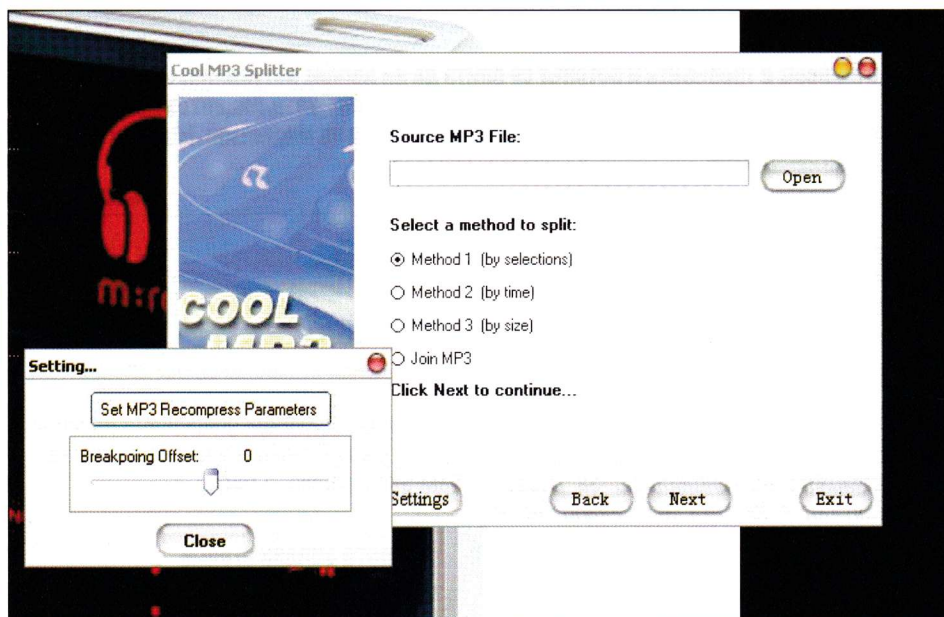 Cool MP3 Splitter
Source MP3 File:
Open
Select a method to split:
Method 1 (by selections)
Method 2 (by time)
Method 3 (by size)
Join MP3
Click Next to continue...
Settings
Back
Next
Exit
COOL
MP3
Setting...
Set MP3 Recompress Parameters
Breakpoing Offset: 0
Close